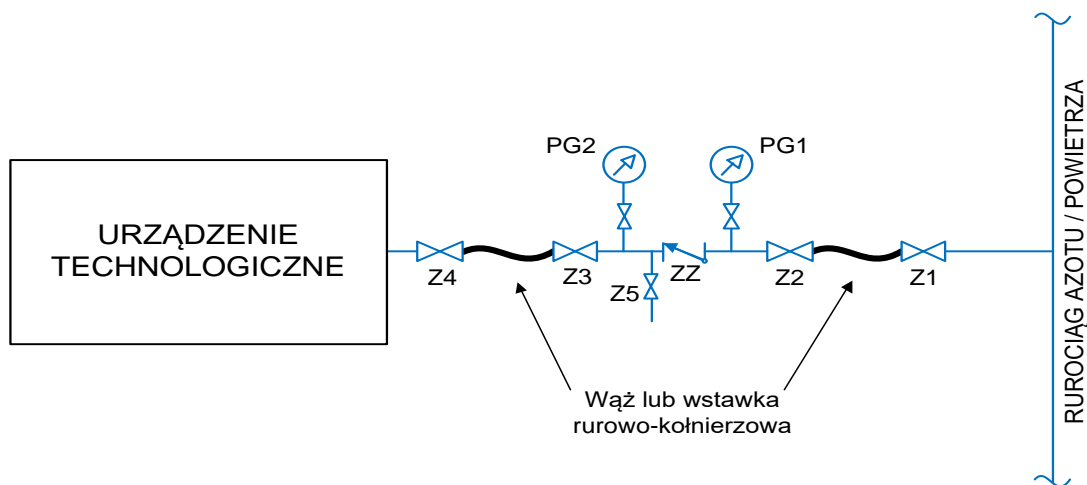 PG2
PG1
URZĄDZENIE
TECHNOLOGICZNE
Z4
Z3
Z5
ZZ
Z2
Z1
Wąż lub wstawka
rurowo-kołnierzowa
RUROCIĄG AZOTU / POWIETRZA